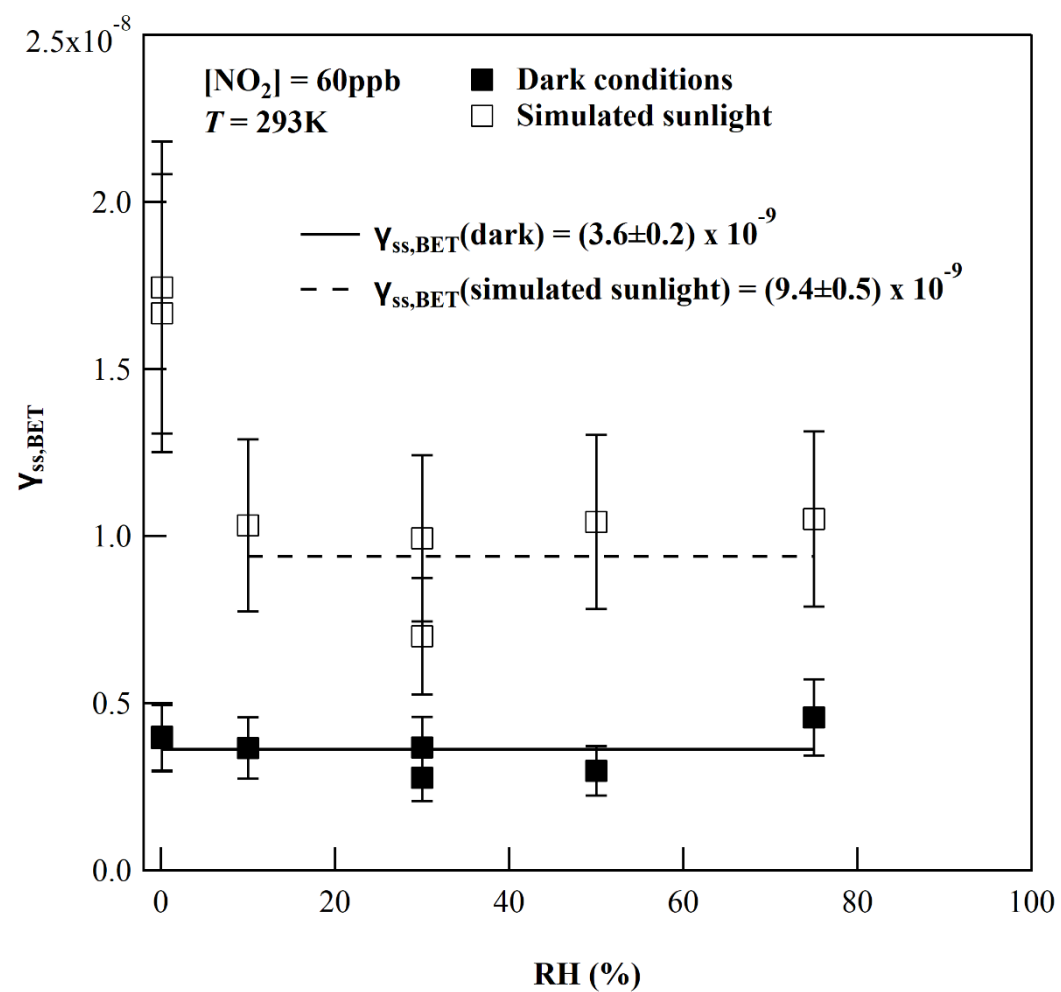 2.5x10⁻⁸
[NO₂] = 60ppb
T = 293K
Dark conditions
Simulated sunlight
γss,BET(dark) = (3.6±0.2) x 10⁻⁹
γss,BET(simulated sunlight) = (9.4±0.5) x 10⁻⁹
2.0
1.5
1.0
0.5
0.0
γss,BET
0 20 40 60 80 100
RH (%)